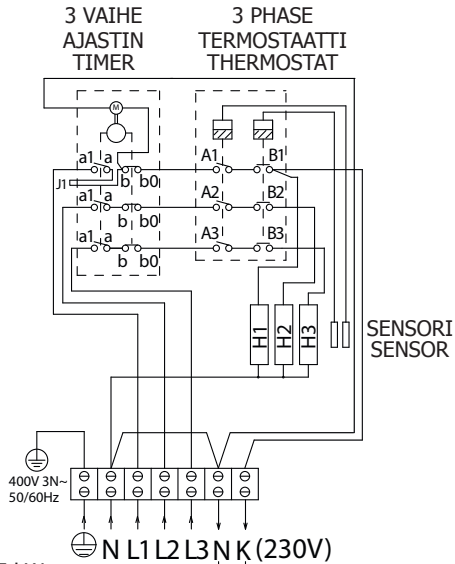 3 VAIHE
AJASTIN
TIMER
3 PHASE
TERMOSTAATTI
THERMOSTAT
M
a1 a
A1
B1
J1
b b0
a1 a
A2
B2
b b0
a1 a
A3
B3
b b0
H1
H2
H3
SENSORI
SENSOR
400V 3N~
50/60Hz
N L1 L2 L3 N K (230V)